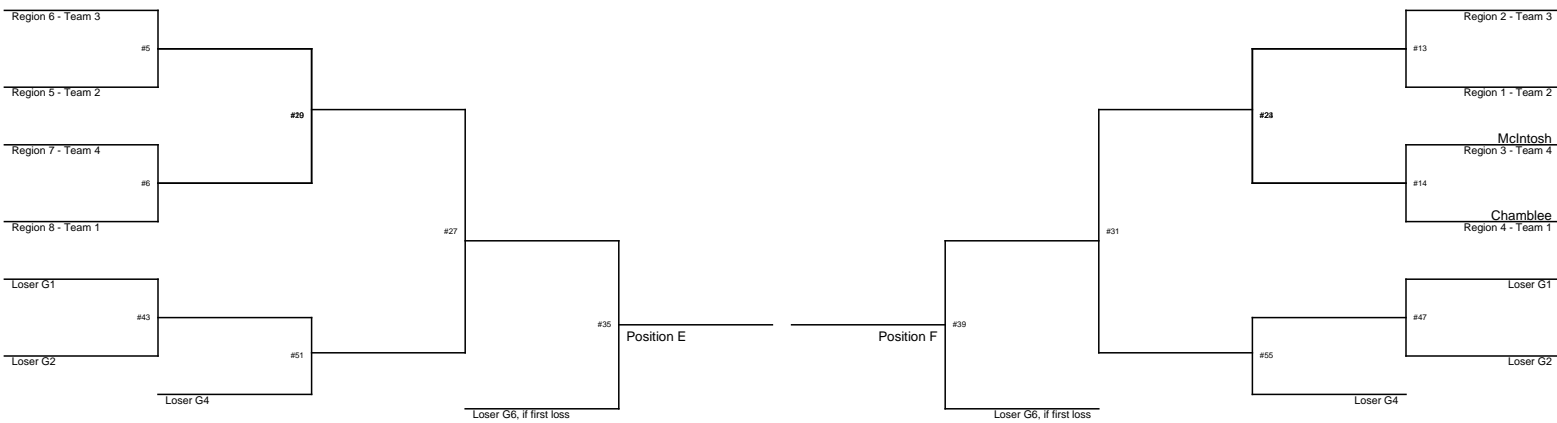 Region 6 - Team 3
#5
Region 5 - Team 2
Region 7 - Team 4
#6
Region 8 - Team 1
#27
Loser G1
#43
Loser G2
#51
Loser G4
#35
Position E
Loser G6, if first loss
Region 2 - Team 3
#13
Region 1 - Team 2
McIntosh
Region 3 - Team 4
#14
Chamblee
Region 4 - Team 1
#31
Loser G1
#47
Loser G2
#55
Loser G4
#39
Position F
Loser G6, if first loss